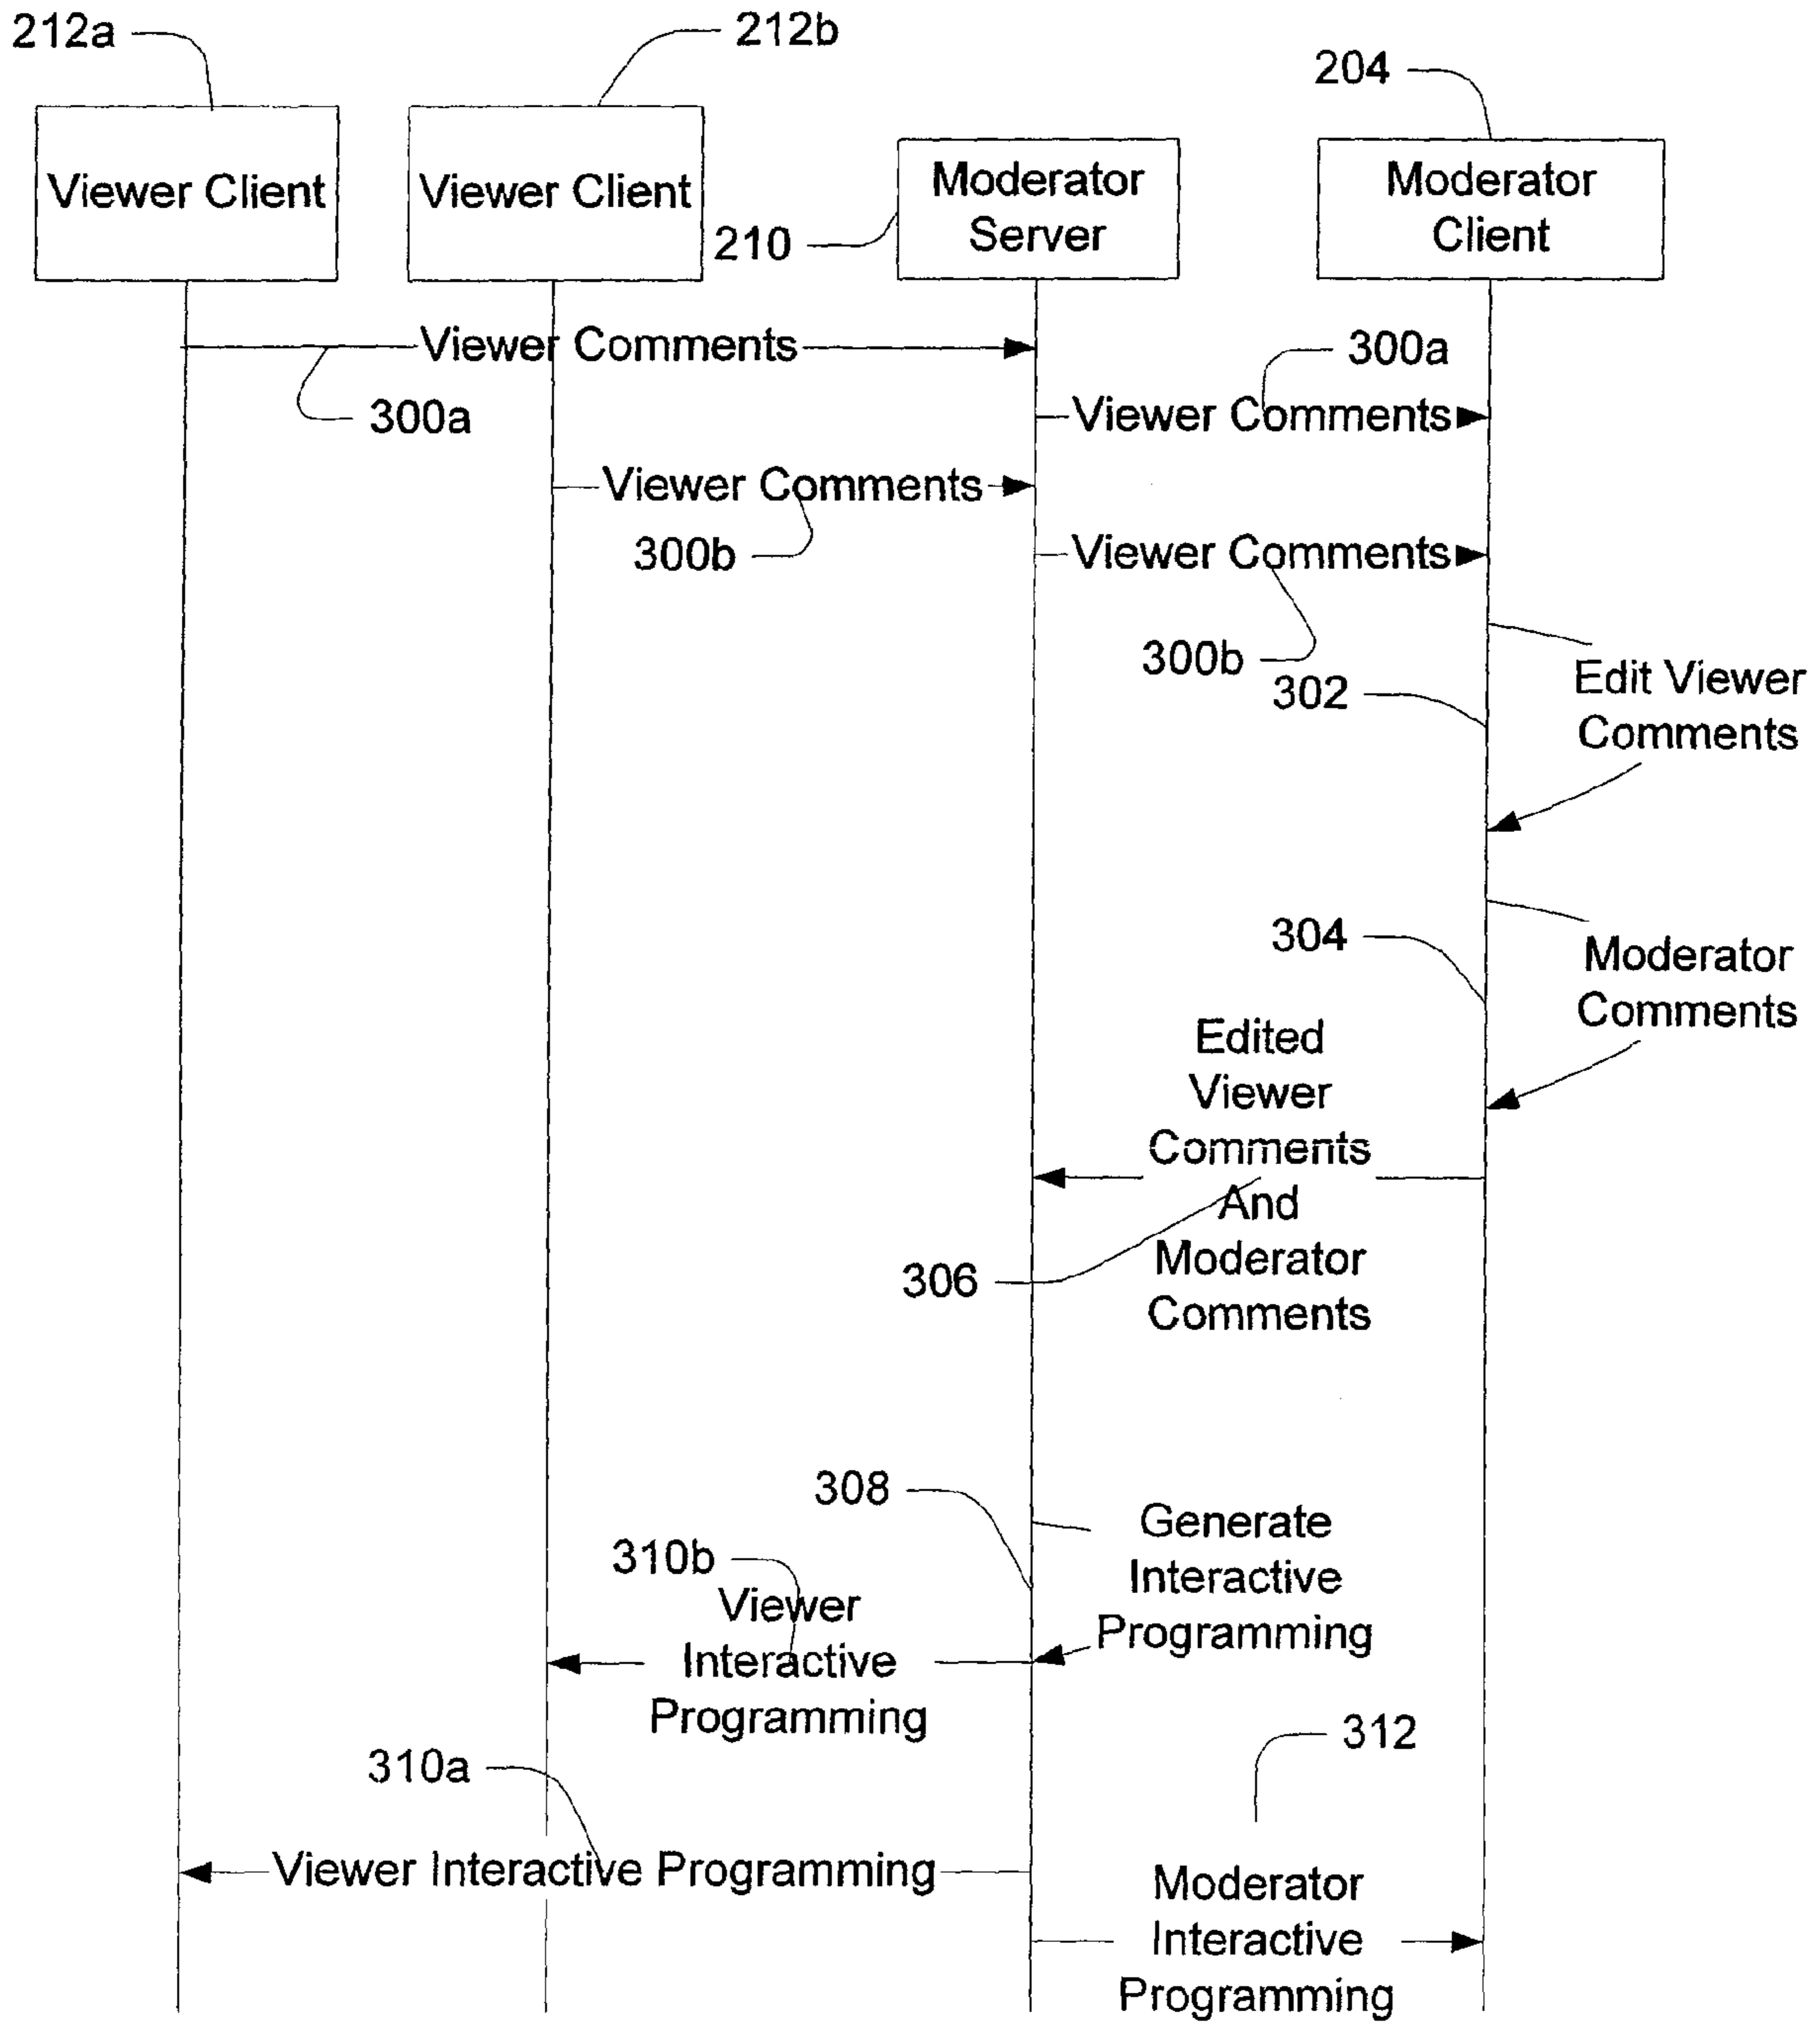 212a
212b
204
Viewer Client
Viewer Client
Moderator
Server
Moderator
Client
210
Viewer Comments
300a
300a
Viewer Comments
Viewer Comments
300b
Viewer Comments
300b
302
Edit Viewer
Comments
304
Moderator
Comments
Edited
Viewer
Comments
And
Moderator
Comments
306
308
Generate
Interactive
Programming
310b
Viewer
Interactive
Programming
312
310a
Viewer Interactive Programming
Moderator
Interactive
Programming